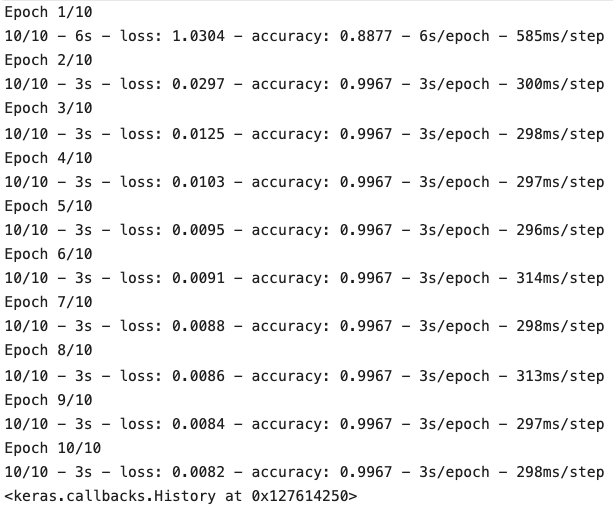 Epoch 1/10
10/10 – 6s – loss: 1.0304 – accuracy: 0.8877 – 6s/epoch – 585ms/step
Epoch 2/10
10/10 – 3s – loss: 0.0297 – accuracy: 0.9967 – 3s/epoch – 300ms/step
Epoch 3/10
10/10 – 3s – loss: 0.0125 – accuracy: 0.9967 – 3s/epoch – 298ms/step
Epoch 4/10
10/10 – 3s – loss: 0.0103 – accuracy: 0.9967 – 3s/epoch – 297ms/step
Epoch 5/10
10/10 – 3s – loss: 0.0095 – accuracy: 0.9967 – 3s/epoch – 296ms/step
Epoch 6/10
10/10 – 3s – loss: 0.0091 – accuracy: 0.9967 – 3s/epoch – 314ms/step
Epoch 7/10
10/10 – 3s – loss: 0.0088 – accuracy: 0.9967 – 3s/epoch – 298ms/step
Epoch 8/10
10/10 – 3s – loss: 0.0086 – accuracy: 0.9967 – 3s/epoch – 313ms/step
Epoch 9/10
10/10 – 3s – loss: 0.0084 – accuracy: 0.9967 – 3s/epoch – 297ms/step
Epoch 10/10
10/10 – 3s – loss: 0.0082 – accuracy: 0.9967 – 3s/epoch – 298ms/step
<keras.callbacks.History at 0x127614250>